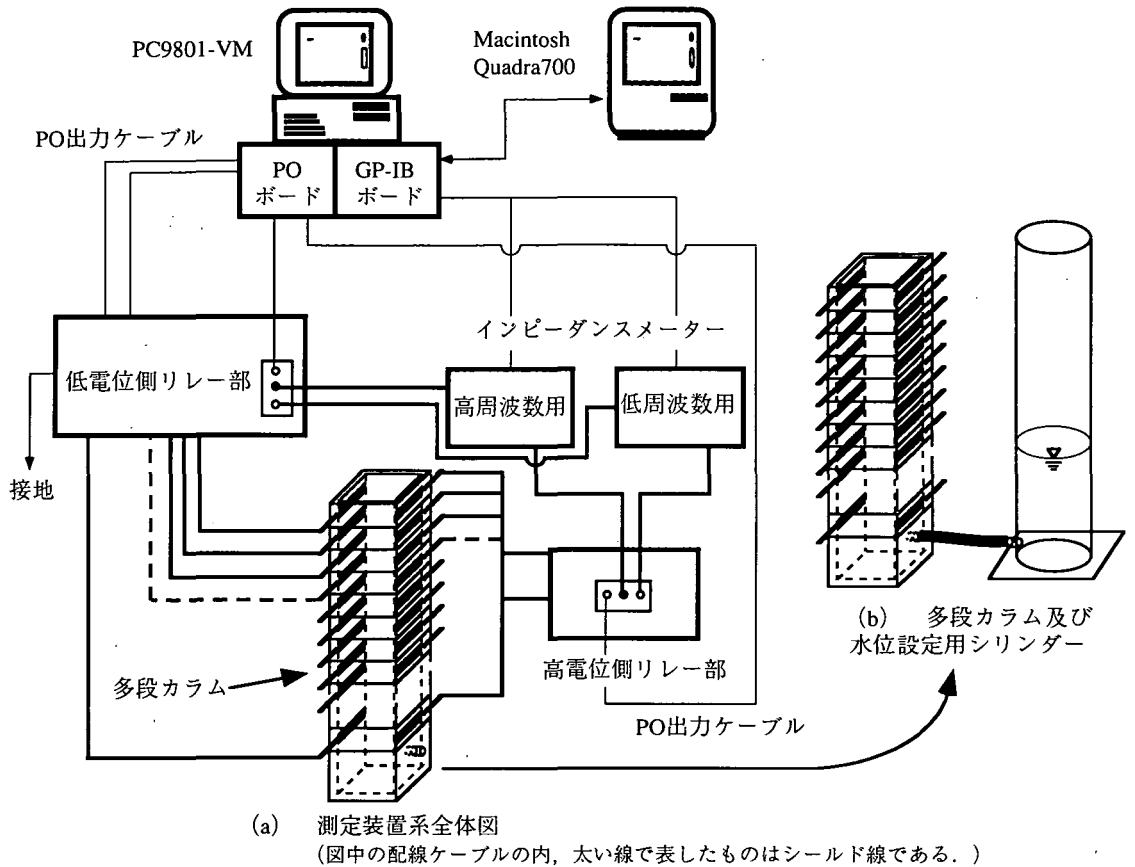 PC9801-VM
Macintosh
Quadra700
PO出力ケーブル
PO
ボード
GP-IB
ボード
インピーダンスメーター
低電位側リレー部
高周波数用
低周波数用
接地
多段カラム
高電位側リレー部
PO出力ケーブル
(b) 多段カラム及び
水位設定用シリンダー
(a) 測定装置系全体図
(図中の配線ケーブルの内，太い線で表したものはシールド線である．)